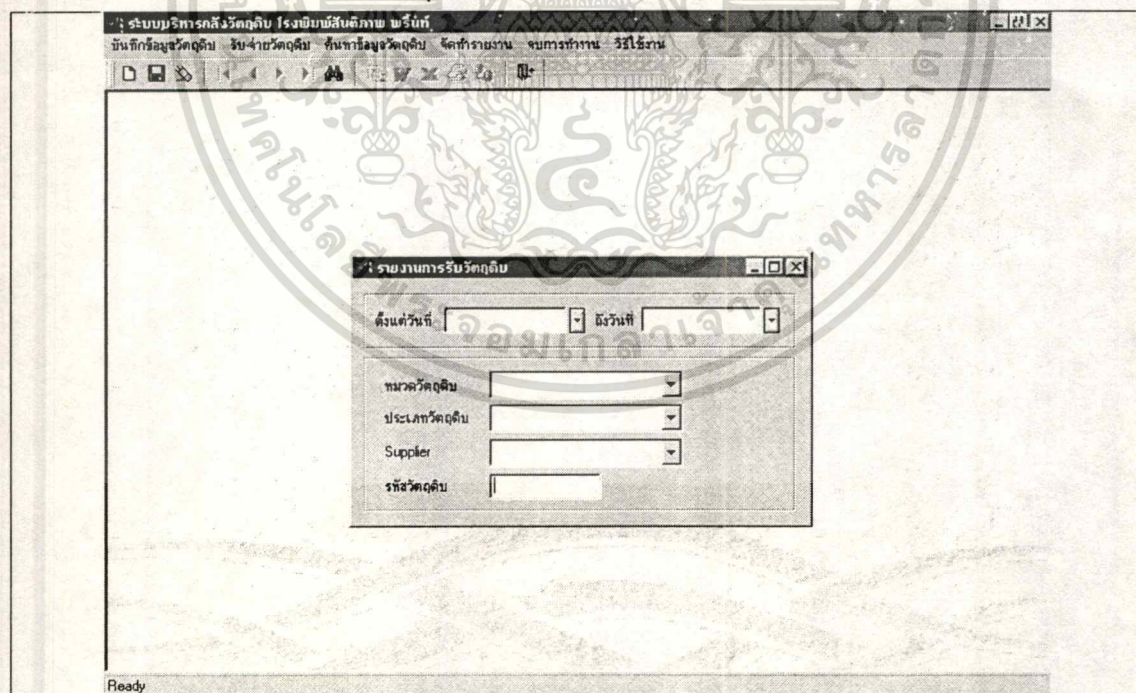 ระบบบริหารคลังวัตถุดิบ โรงพิมพ์สันติภาพ พริ้นท์
บันทึกข้อมูลวัตถุดิบ รับ-จ่ายวัตถุดิบ ค้นหาข้อมูลวัตถุดิบ จัดทำรายงาน จบการทำงาน วิธีใช้งาน
รายงานการรับวัตถุดิบ
ตั้งแต่วันที่ ถึงวันที่
หมวดวัตถุดิบ
ประเภทวัตถุดิบ
Supplier
รหัสวัตถุดิบ
Ready